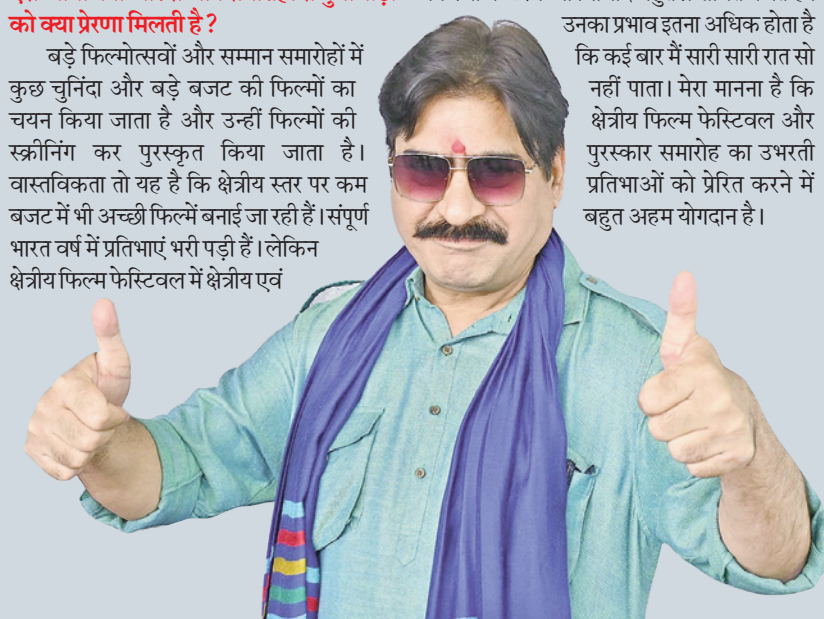 को क्या प्रेरणा मिलती है ?
बड़े फिल्मोत्सवों और सम्मान समारोहों में
कुछ चुनिंदा और बड़े बजट की फिल्मों का
चयन किया जाता है और उन्हीं फिल्मों की
स्क्रीनिंग कर पुरस्कृत किया जाता है।
वास्तविकता तो यह है कि क्षेत्रीय स्तर पर कम
बजट में भी अच्छी फिल्में बनाई जा रही हैं। संपूर्ण
भारत वर्ष में प्रतिभाएं भरी पड़ी हैं। लेकिन
क्षेत्रीय फिल्म फेस्टिवल में क्षेत्रीय एवं
उनका प्रभाव इतना अधिक होता है
कि कई बार मैं सारी सारी रात सो
नहीं पाता। मेरा मानना है कि
क्षेत्रीय फिल्म फेस्टिवल और
पुरस्कार समारोह का उभरती
प्रतिभाओं को प्रेरित करने में
बहुत अहम योगदान है।